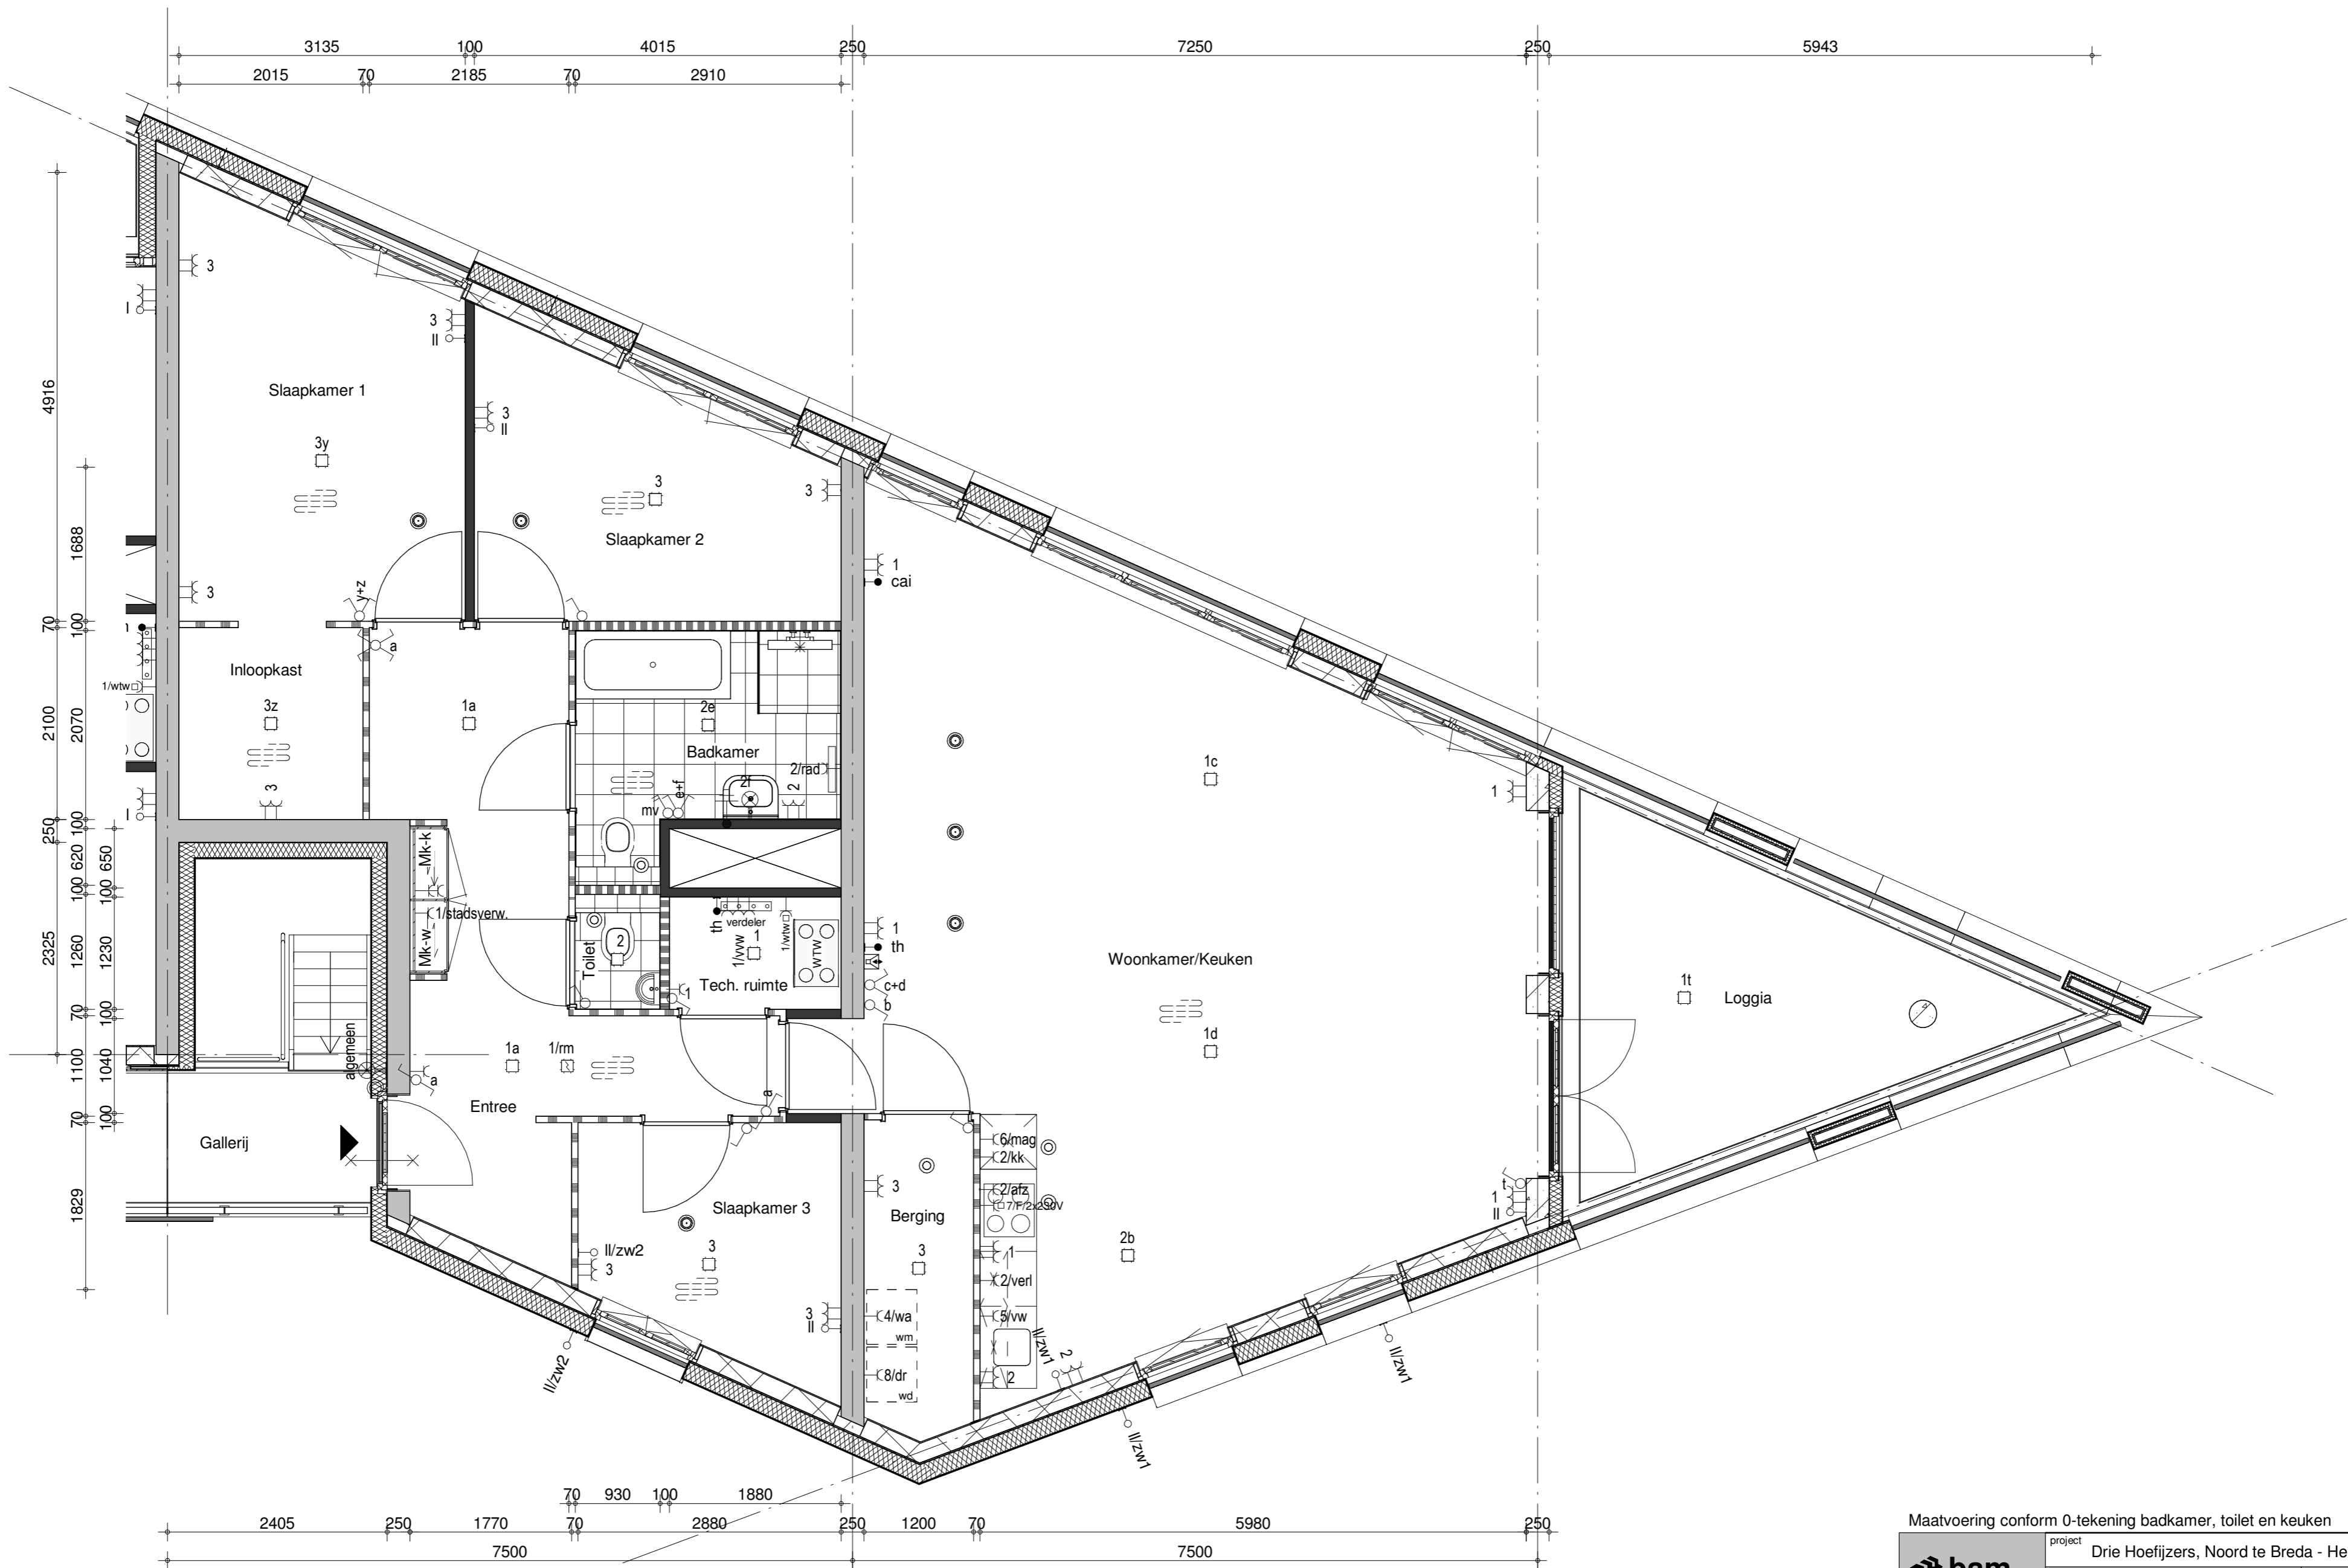 3135 100 4015 250 7250 250 5943
2015 70 2185 70 2910
3
I
3
II
4916
Slaapkamer 1
3
II
3y
3
3
Slaapkamer 2
1688
1
cai
3
y+z
70
100
a
Inloopkast
1/wtw
3z
1a
2e
Badkamer
2/rad
1c
2100
2070
3
2f
2
e+f
mv
1
I
250
100
620
650
Mk-k
100
100
1/stadsverw.
Mk-w
th
verdeler
1
1/vw
1/wtw
WTW
Toilet
2
1
th
2325
1260
1230
Woonkamer/Keuken
Tech. ruimte
1
c+d
b
1t
Loggia
70
100
algemeen
1a
1/rm
1d
1100
1040
a
a
Entree
70
100
Gallerij
6/mag
2/kk
2/afz
7/F/2x230V
1829
Slaapkamer 3
3
Berging
t
1
II
II/zw2
3
3
3
1
2b
2/verl
3
II
4/wa
wm
5/vw
II/zw1
2
8/dr
wd
2
II/zw2
II/zw1
II/zw1
70 930 100 1880
2405 250 1770 70 2880 250 1200 70 5980 250
7500 7500
Maatvoering conform 0-tekening badkamer, toilet en keuken
bam
project
Drie Hoefijzers, Noord te Breda - He